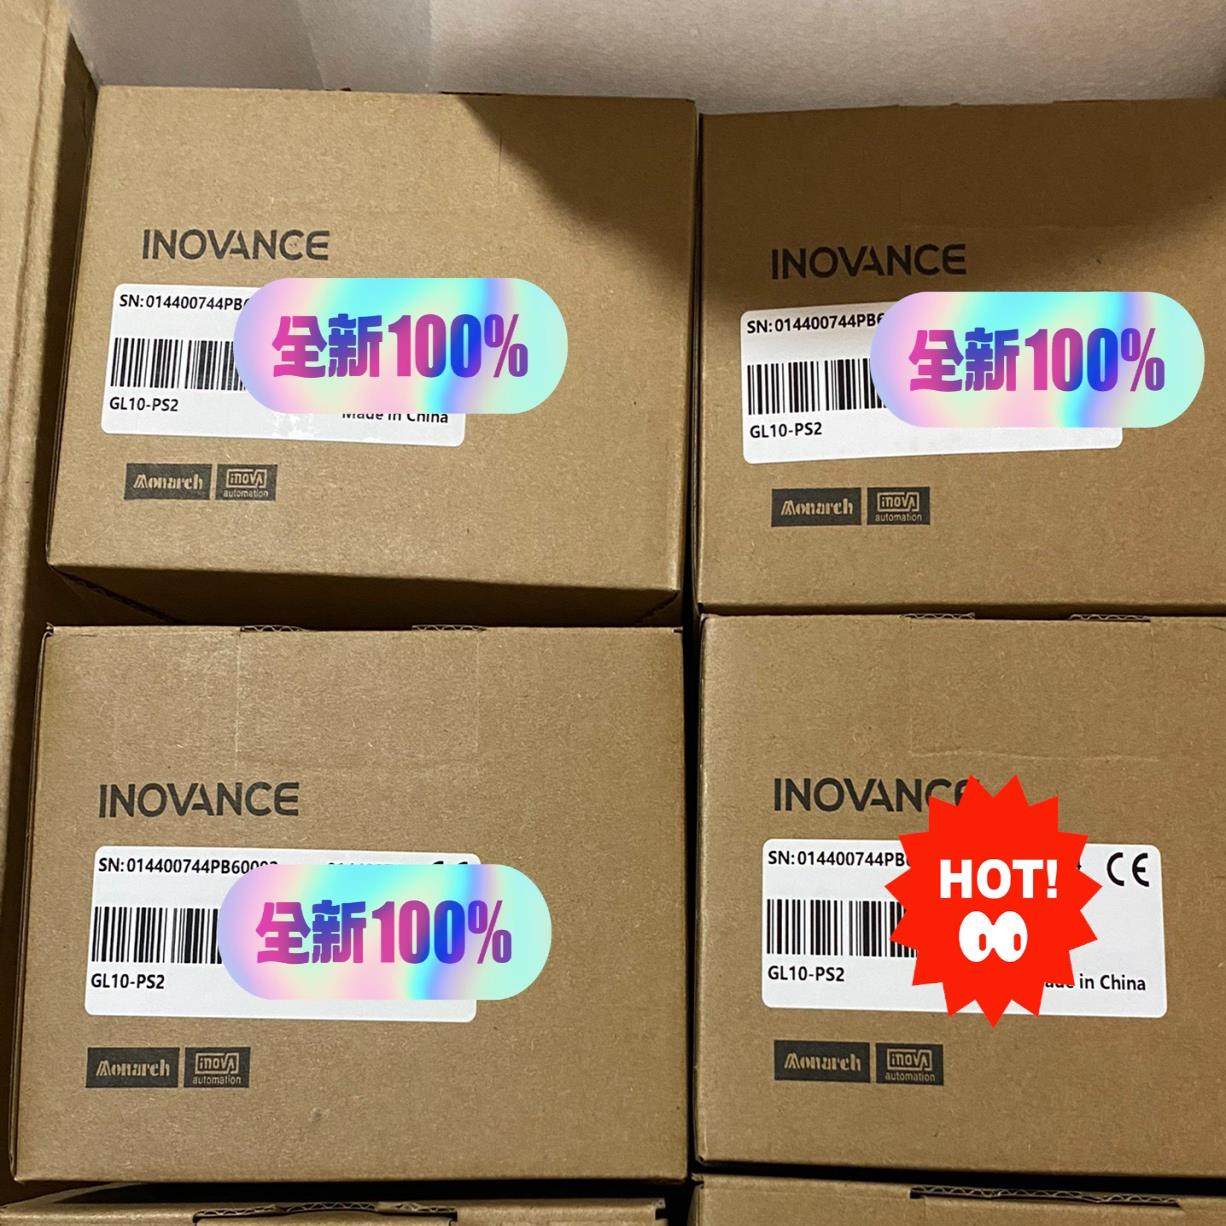 INOVANCE
SN:014400744PB
全新100%
GL10-PS2
Made in China
Monarch
inovA
automation
INOVANCE
SN:014400744PB6
全新100%
GL10-PS2
Monarch
inovA
automation
INOVANCE
SN:014400744PB6000
CE
全新100%
GL10-PS2
Monarch
inovA
automation
INOVANCE
SN:014400744PB
CE
HOT!
GL10-PS2
in China
Monarch
inovA
automation